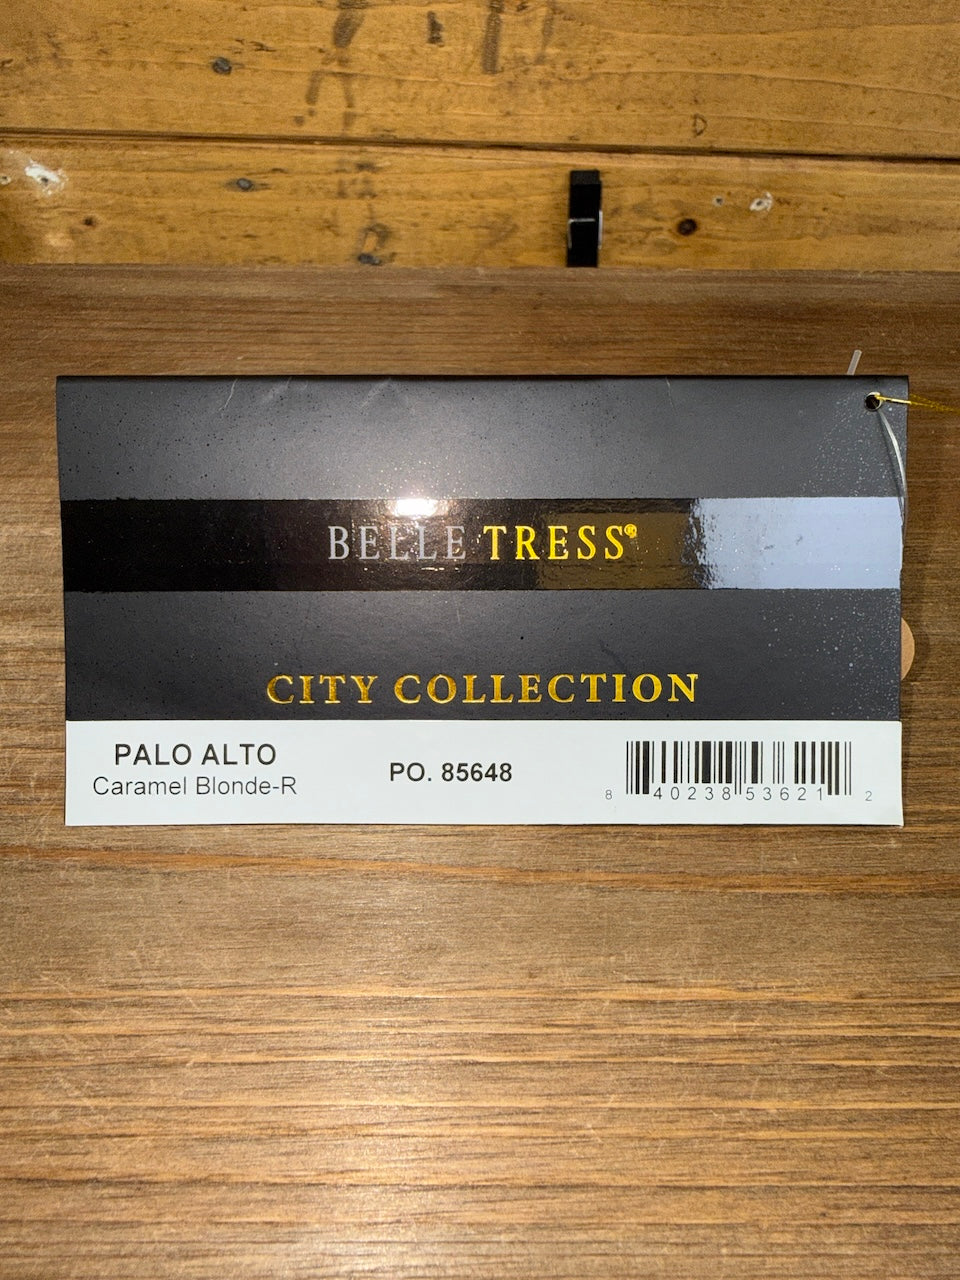 BELLE TRESS®
CITY COLLECTION
PALO ALTO
Caramel Blonde-R
PO. 85648
8 40238 53621 2